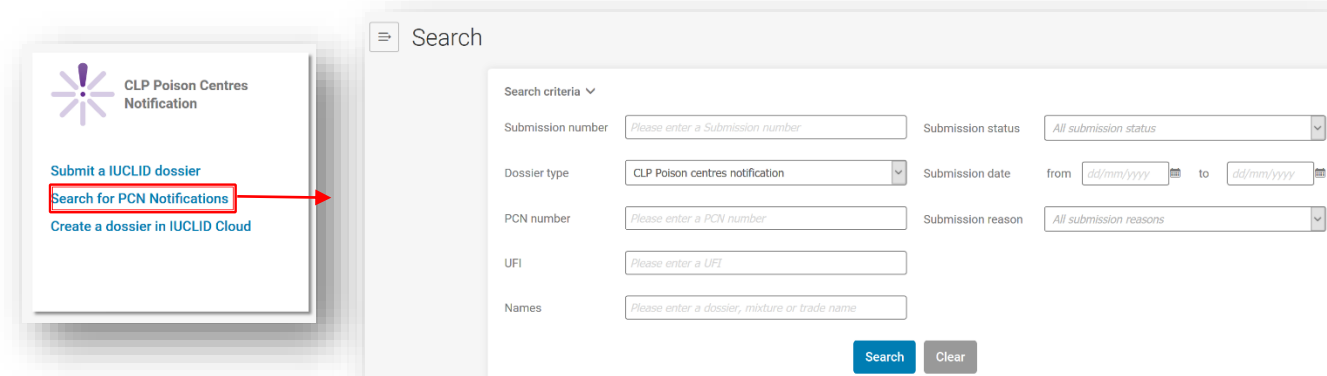 CLP Poison Centres
Notification
Submit a IUCLID dossier
Search for PCN Notifications
Create a dossier in IUCLID Cloud
Search
Search criteria
Submission number Please enter a Submission number Submission status All submission status
Dossier type CLP Poison centres notification Submission date from dd/mm/yyyy to dd/mm/yyyy
PCN number Please enter a PCN number Submission reason All submission reasons
UFI Please enter a UFI
Names Please enter a dossier, mixture or trade name
Search Clear